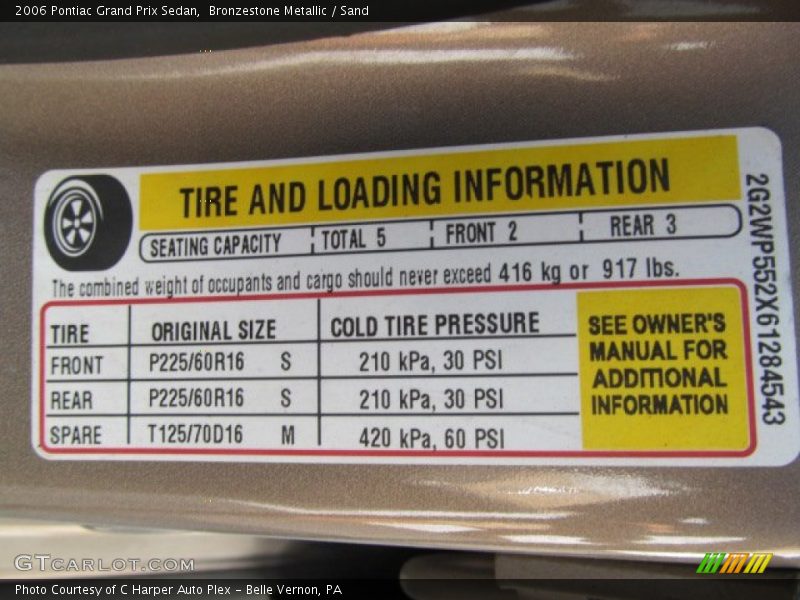 2006 Pontiac Grand Prix Sedan,  Bronzestone Metallic / Sand
TIRE AND LOADING INFORMATION
SEATING CAPACITY TOTAL 5 FRONT 2 REAR 3
The combined weight of occupants and cargo should never exceed 416 kg or 917 lbs.
TIRE ORIGINAL SIZE COLD TIRE PRESSURE
FRONT P225/60R16 S 210 kPa, 30 PSI
REAR P225/60R16 S 210 kPa, 30 PSI
SPARE T125/70D16 M 420 kPa, 60 PSI
SEE OWNER'S
MANUAL FOR
ADDITIONAL
INFORMATION
2G2WP552X61284543
GTCARLOT.COM
Photo Courtesy of C Harper Auto Plex – Belle Vernon, PA